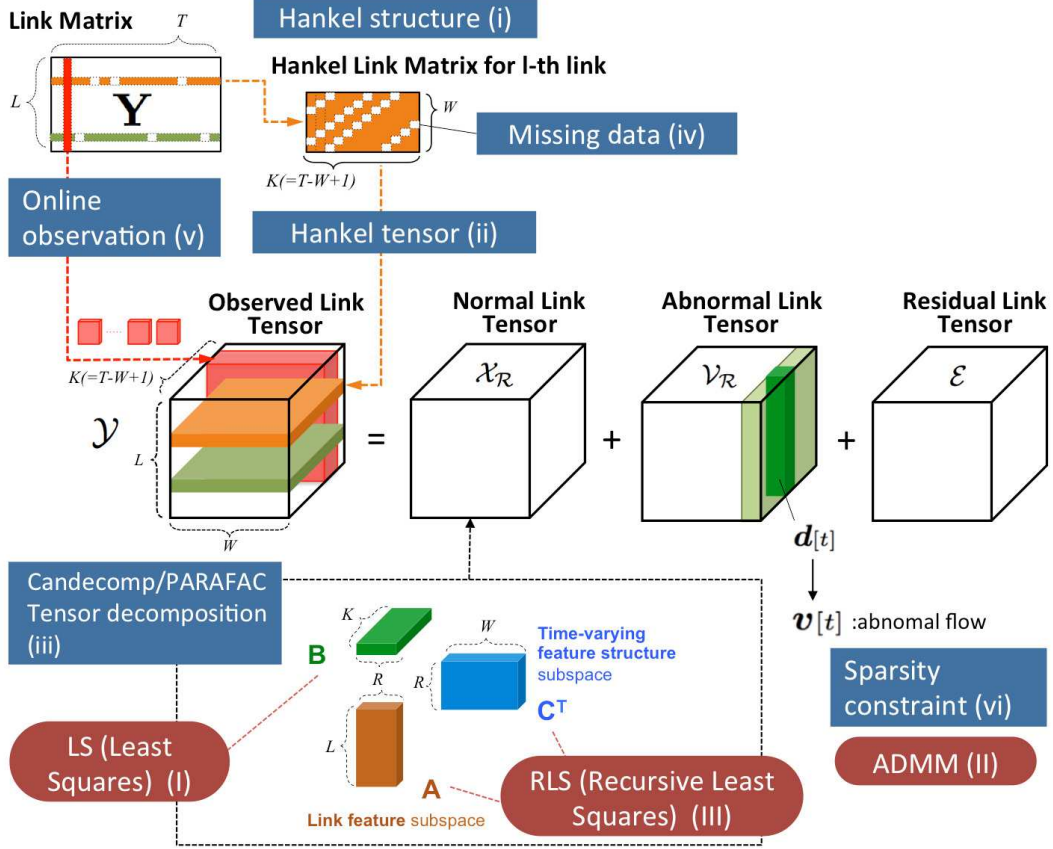 Link Matrix
T
Hankel structure (i)
Hankel Link Matrix for l-th link
L
Y
W
Missing data (iv)
K(=T-W+1)
Online
observation (v)
Hankel tensor (ii)
Observed Link
Tensor
Normal Link
Tensor
Abnormal Link
Tensor
Residual Link
Tensor
K(=T-W+1)
𝒴
L
W
=
𝒳_ℛ
+
𝒱_ℛ
+
ℰ
d[t]
v[t] :abnomal flow
Candecomp/PARAFAC
Tensor decomposition
(iii)
K
B
R
W
R
Time-varying
feature structure
subspace
Cᵀ
L
A
Link feature subspace
LS (Least
Squares) (I)
RLS (Recursive Least
Squares) (III)
Sparsity
constraint (vi)
ADMM (II)